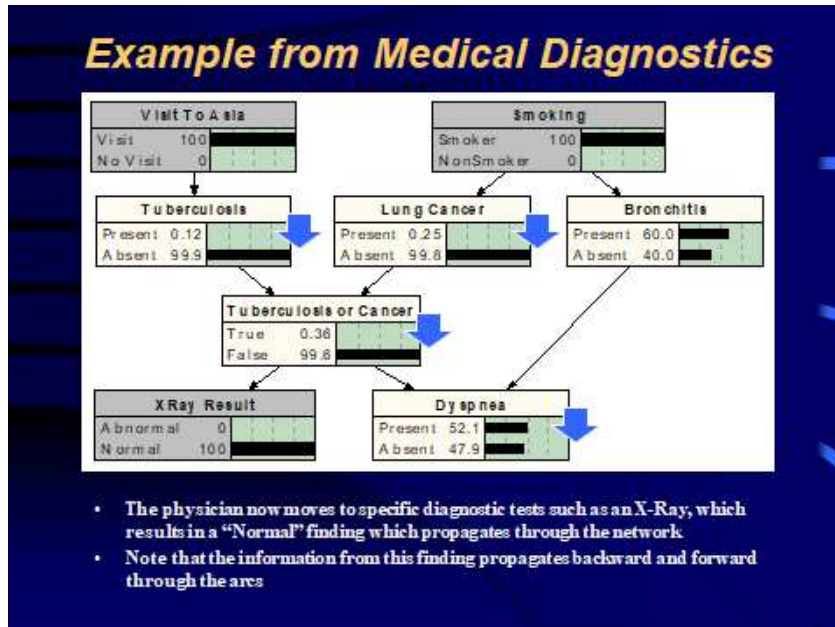 Example from Medical Diagnostics
Visit To Asia
Visit 100
No Visit 0
Smoking
Smoker 100
NonSmoker 0
Tuberculosis
Present 0.12
Absent 99.9
Lung Cancer
Present 0.25
Absent 99.8
Bronchitis
Present 60.0
Absent 40.0
Tuberculosis or Cancer
True 0.36
False 99.6
XRay Result
Abnormal 0
Normal 100
Dyspnea
Present 52.1
Absent 47.9
• The physician now moves to specific diagnostic tests such as an X-Ray, which
results in a “Normal” finding which propagates through the network
• Note that the information from this finding propagates backward and forward
through the arcs